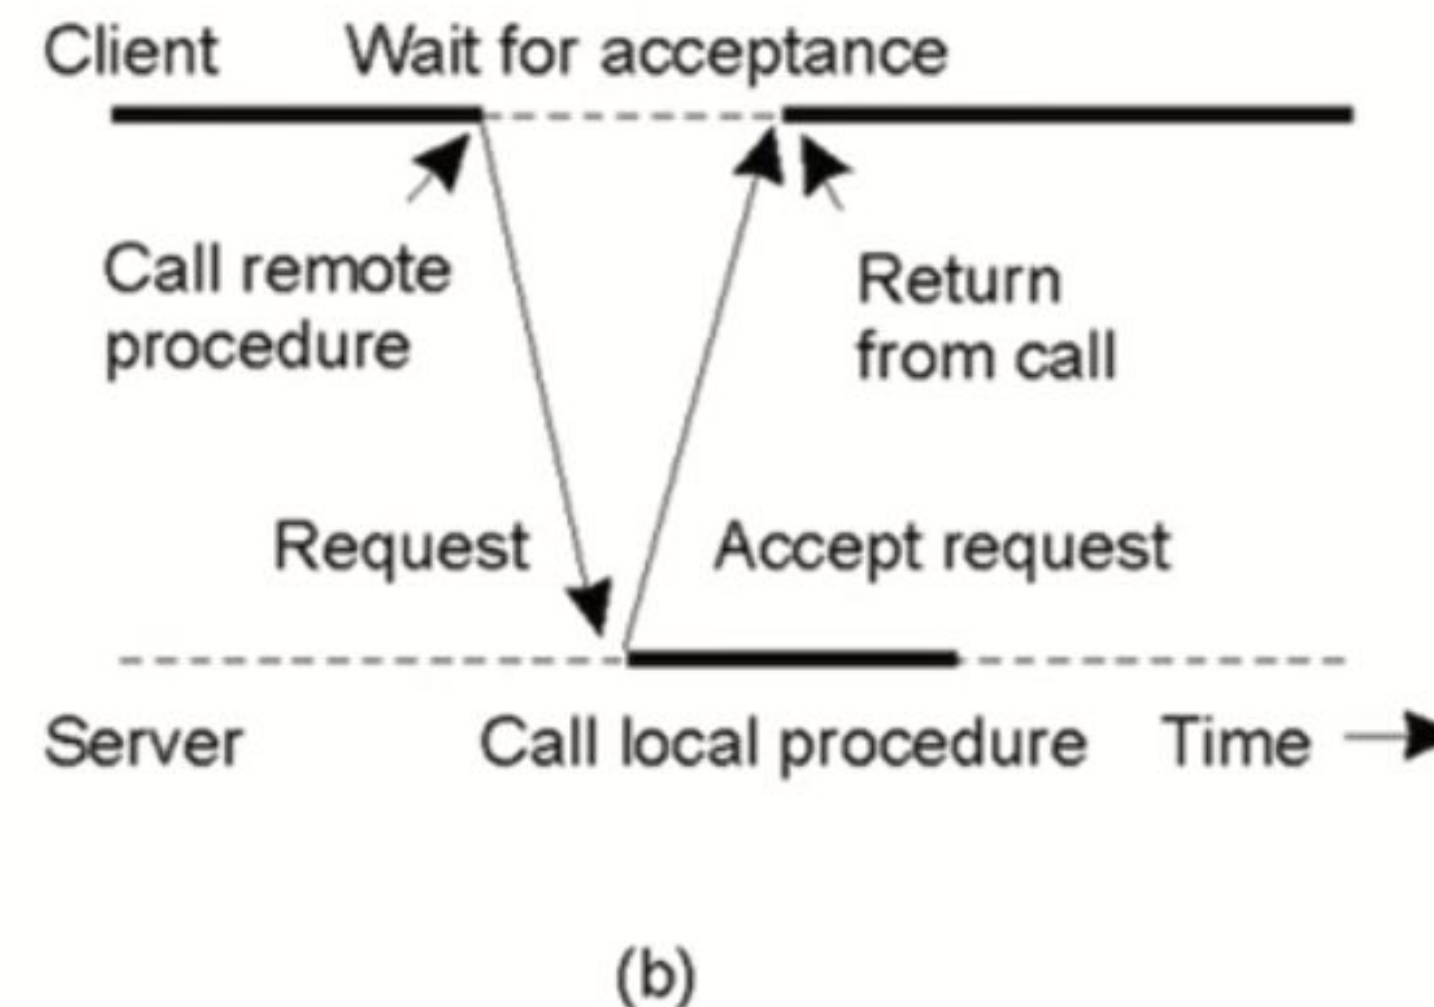 Client Wait for acceptance
Call remote
procedure
Return
from call
Request Accept request
Server Call local procedure Time
(b)